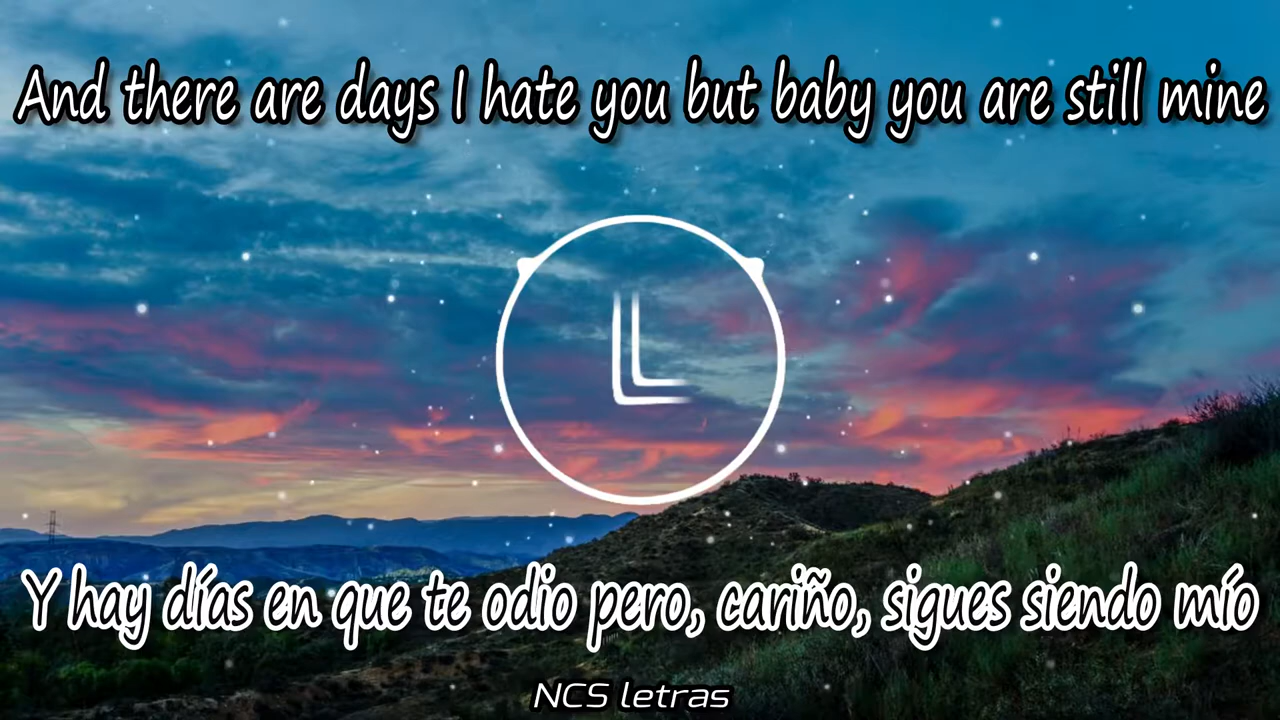 And there are days I hate you but baby you are still mine
Y hay días en que te odio pero, cariño, sigues siendo mío
NCS letras